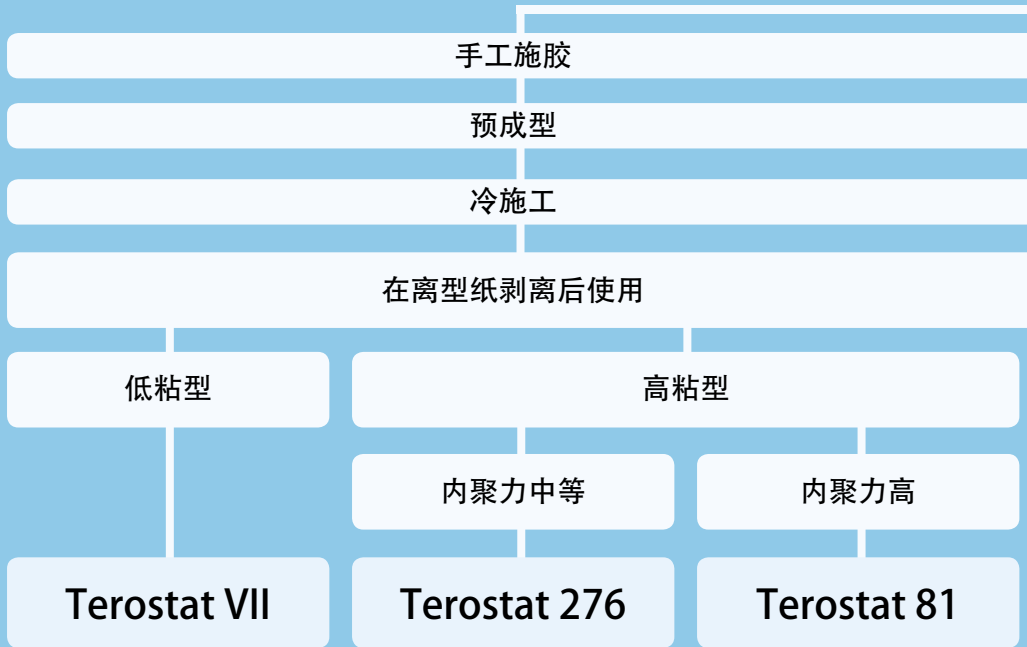 手工施胶
预成型
冷施工
在离型纸剥离后使用
低粘型
高粘型
内聚力中等
内聚力高
Terostat VII
Terostat 276
Terostat 81